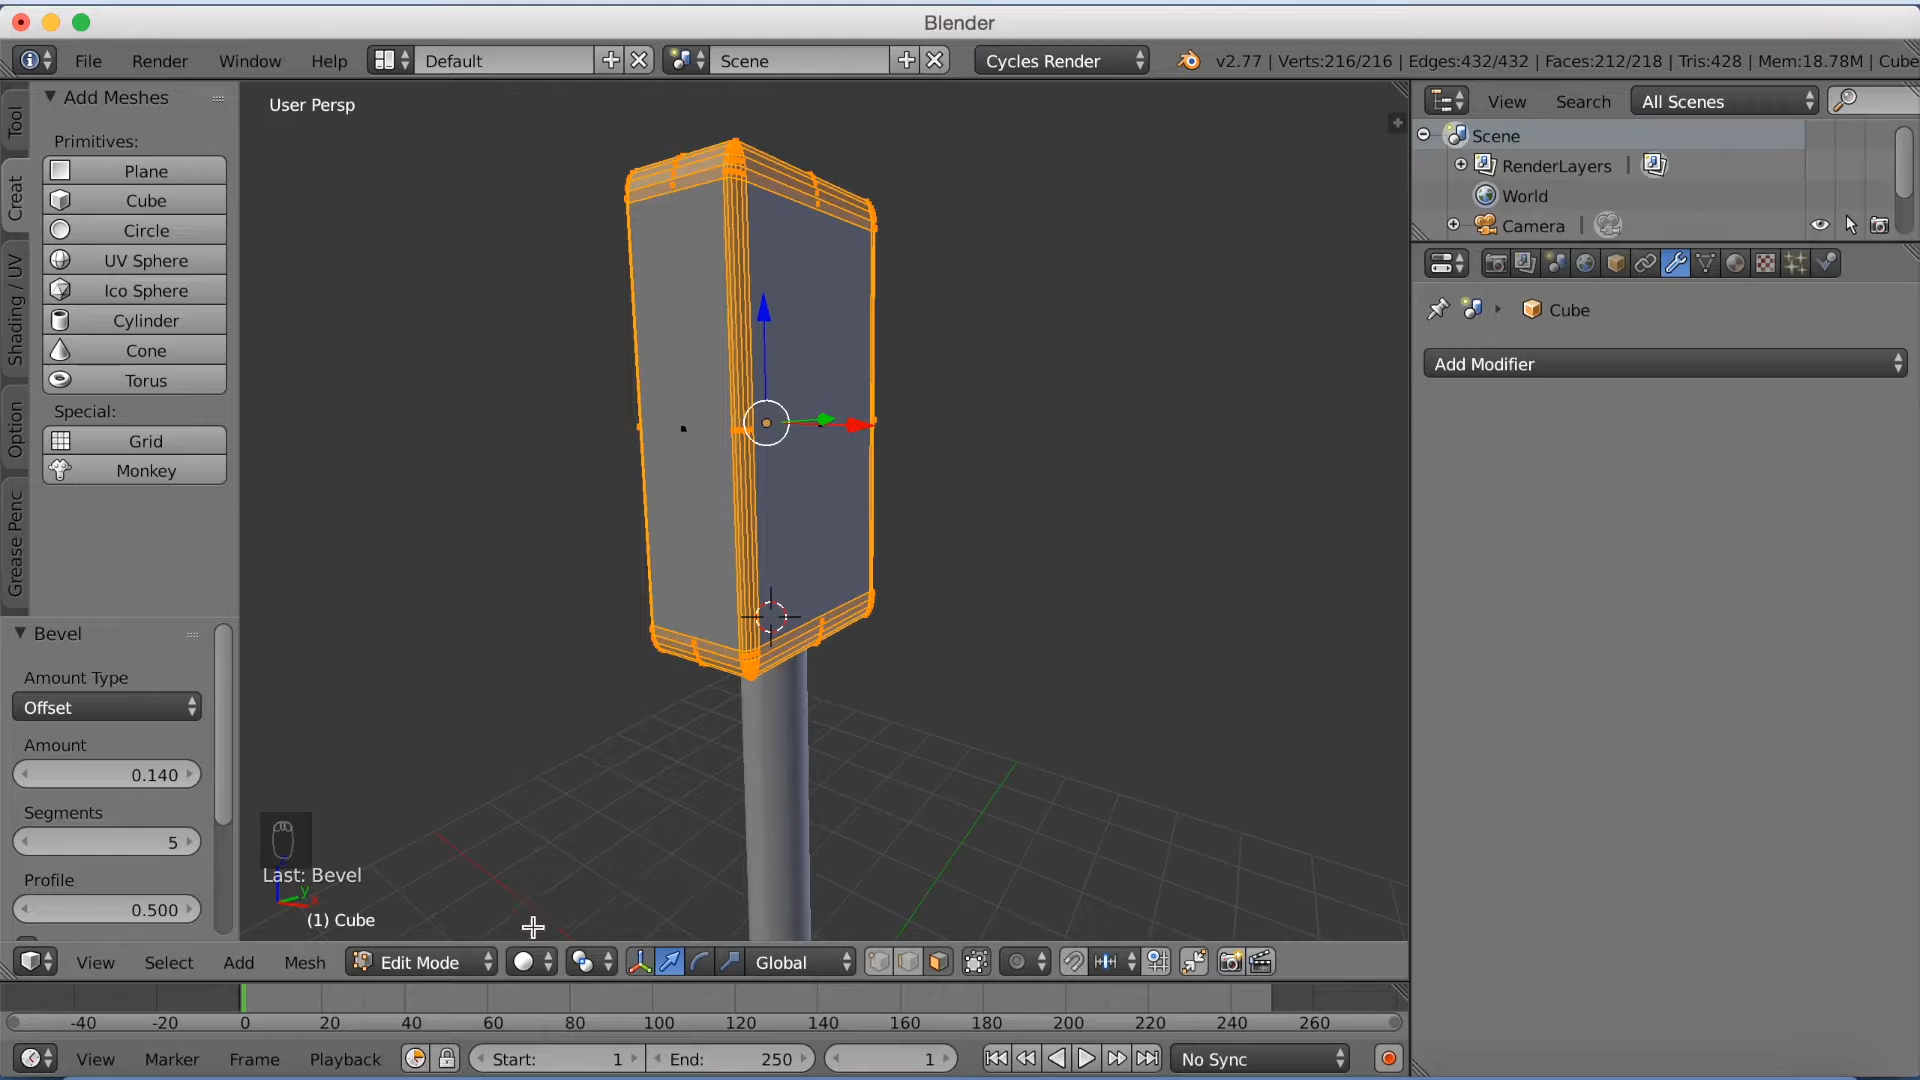 Blender
File Render Window Help Default Scene Cycles Render v2.77 | Verts:216/216 | Edges:432/432 | Faces:212/218 | Tris:428 | Mem:18.78M | Cube
Add Meshes
Primitives:
Plane
Cube
Circle
UV Sphere
Ico Sphere
Cylinder
Cone
Torus
Special:
Grid
Monkey
Tool
Creat
Shading / UV
Option
Grease Penc
Bevel
Amount Type
Offset
Amount
0.140
Segments
5
Profile
0.500
User Persp
Last: Bevel
y
x
(1) Cube
View Search All Scenes
Scene
RenderLayers |
World
Camera |
Cube
Add Modifier
View Select Add Mesh Edit Mode Global
-40 -20 0 20 40 60 80 100 120 140 160 180 200 220 240 260
View Marker Frame Playback Start: 1 End: 250 1 No Sync